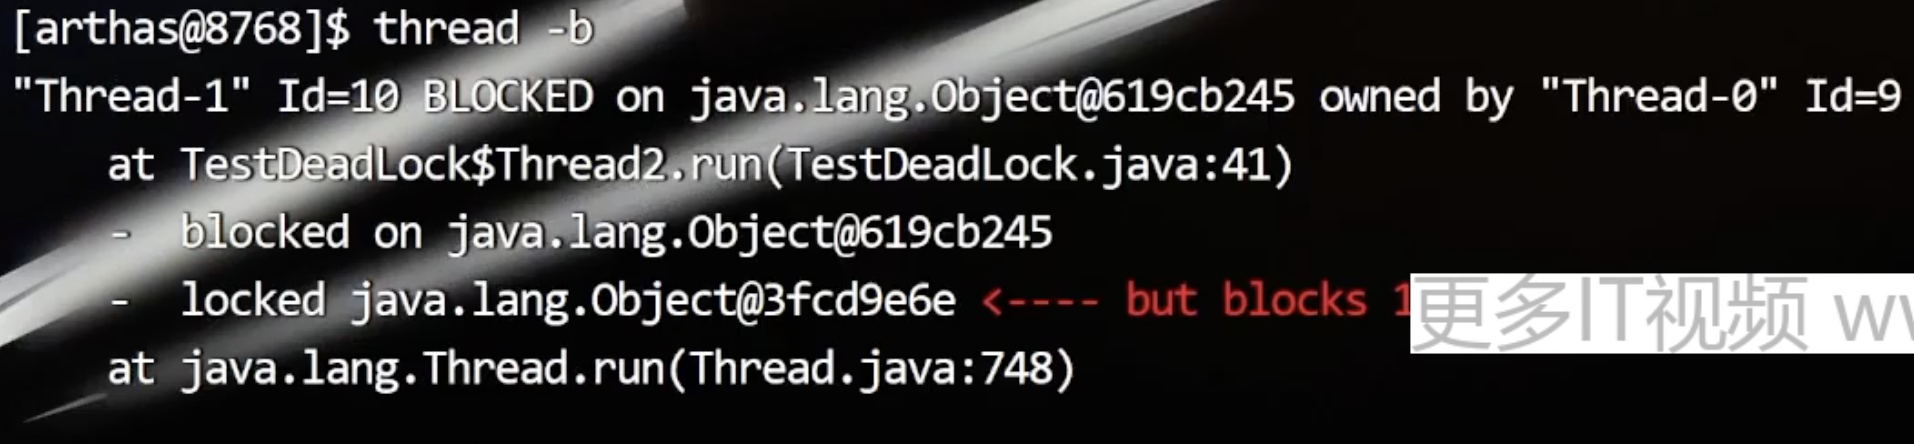 [arthas@8768]$ thread -b
"Thread-1" Id=10 BLOCKED on java.lang.Object@619cb245 owned by "Thread-0" Id=9
at TestDeadLock$Thread2.run(TestDeadLock.java:41)
- blocked on java.lang.Object@619cb245
- locked java.lang.Object@3fcd9e6e <---- but blocks 1
更多IT视频
at java.lang.Thread.run(Thread.java:748)